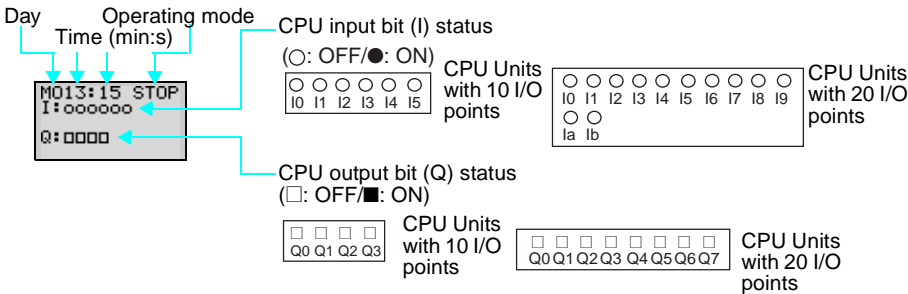 Day
Operating mode
Time (min:s)
MO13:15 STOP
I:oooooo
Q:□□□□
CPU input bit (I) status
(○: OFF/●: ON)
I0 I1 I2 I3 I4 I5
CPU Units
with 10 I/O
points
I0 I1 I2 I3 I4 I5 I6 I7 I8 I9
Ia Ib
CPU Units
with 20 I/O
points
CPU output bit (Q) status
(□: OFF/■: ON)
Q0 Q1 Q2 Q3
CPU Units
with 10 I/O
points
Q0 Q1 Q2 Q3 Q4 Q5 Q6 Q7
CPU Units
with 20 I/O
points